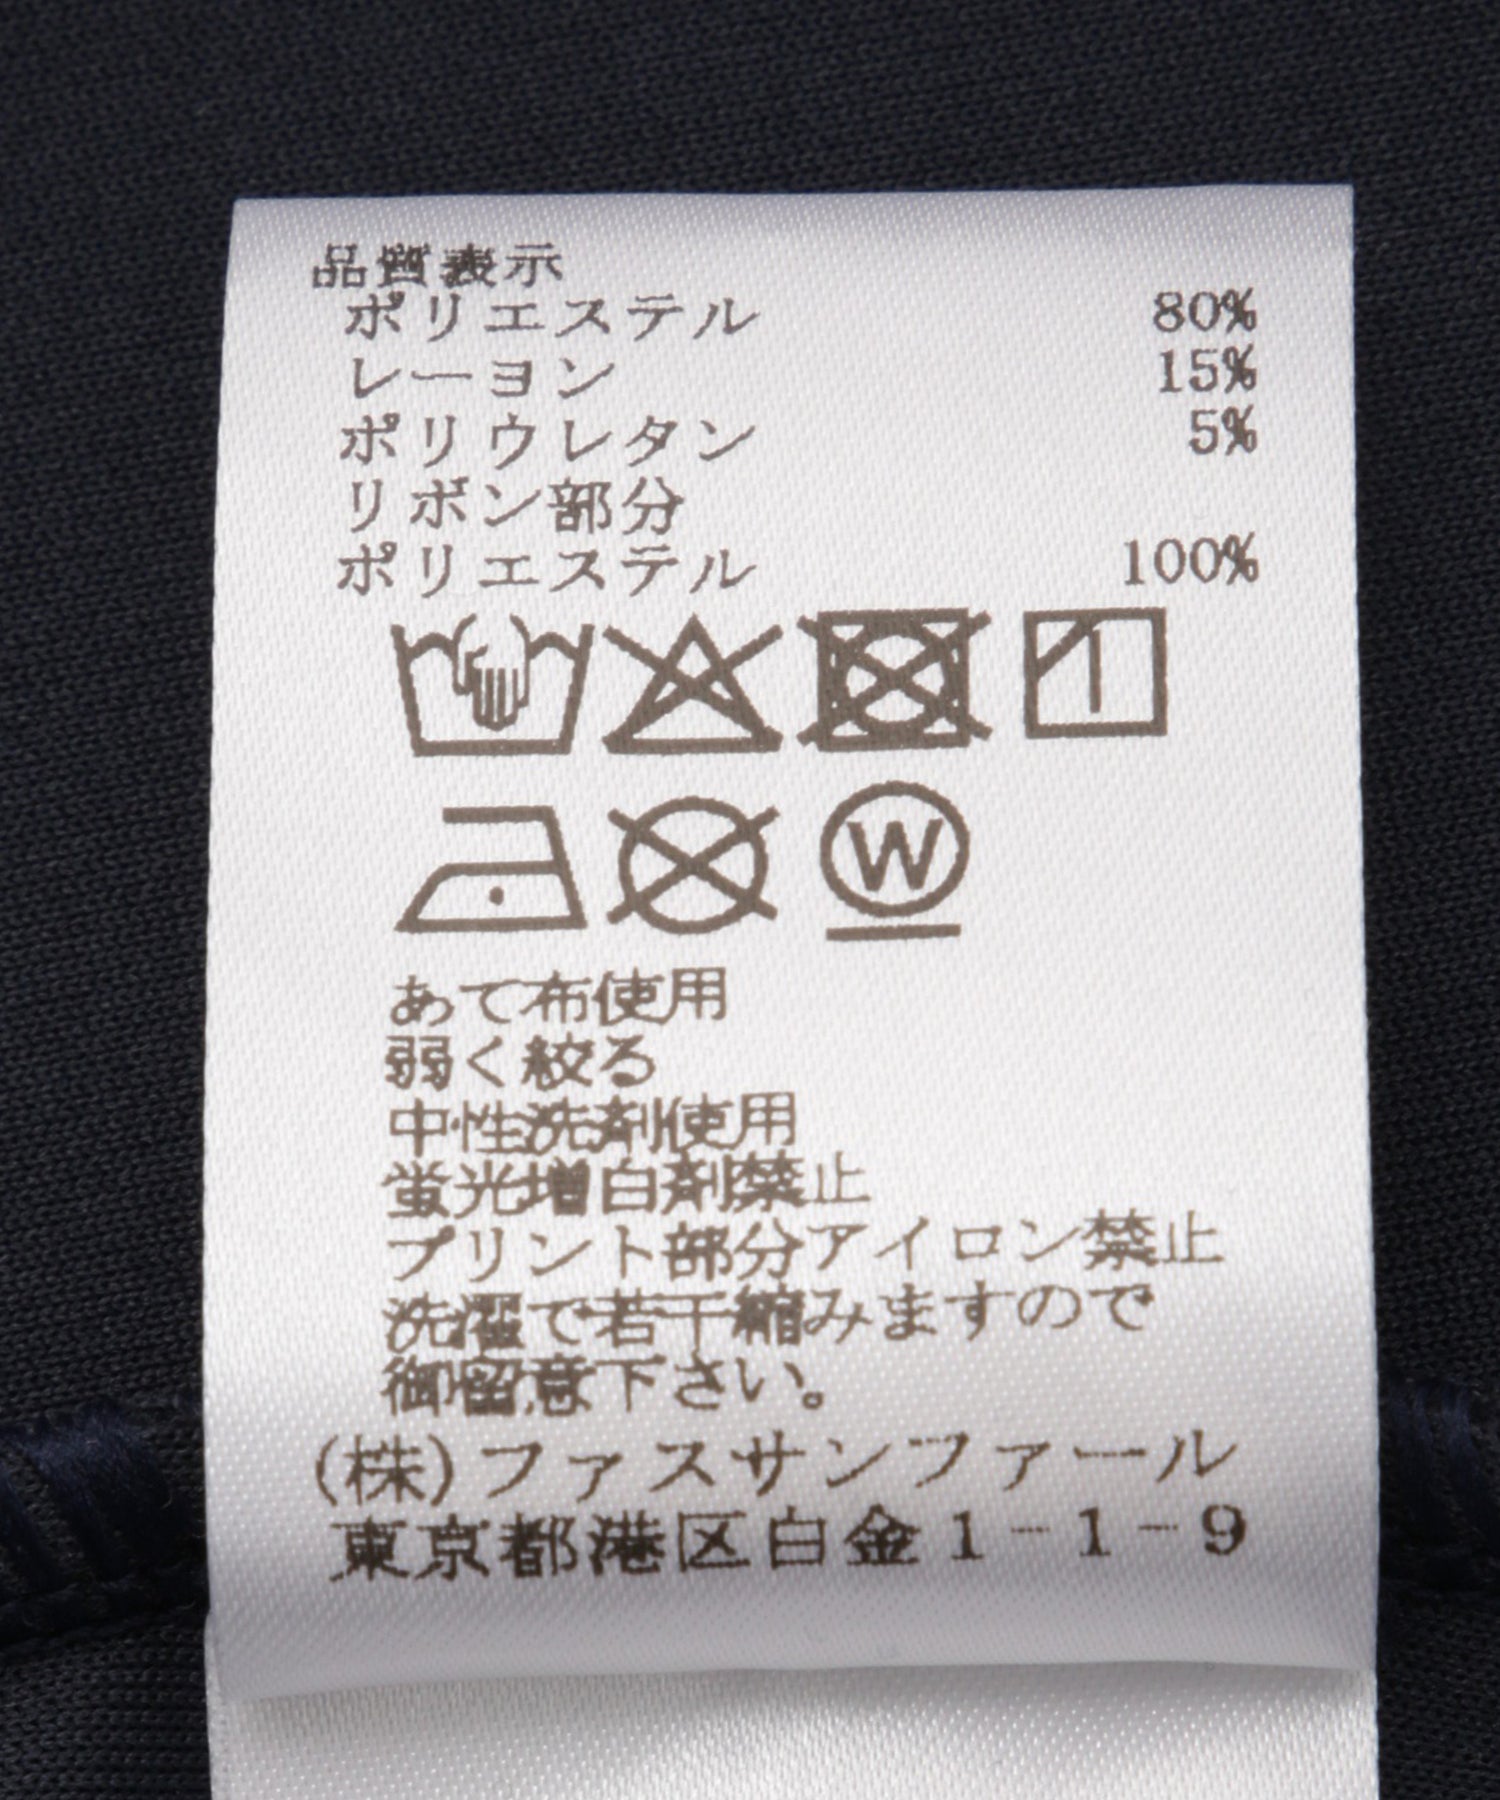 品質表示
ポリエステル 80%
レーヨン 15%
ポリウレタン 5%
リボン部分
ポリエステル 100%
W
あて布使用
弱く絞る
中性洗剤使用
蛍光増白剤禁止
プリント部分アイロン禁止
洗濯で若干縮みますので
御留意下さい。
(株)ファスサンファール
東京都港区白金1-1-9